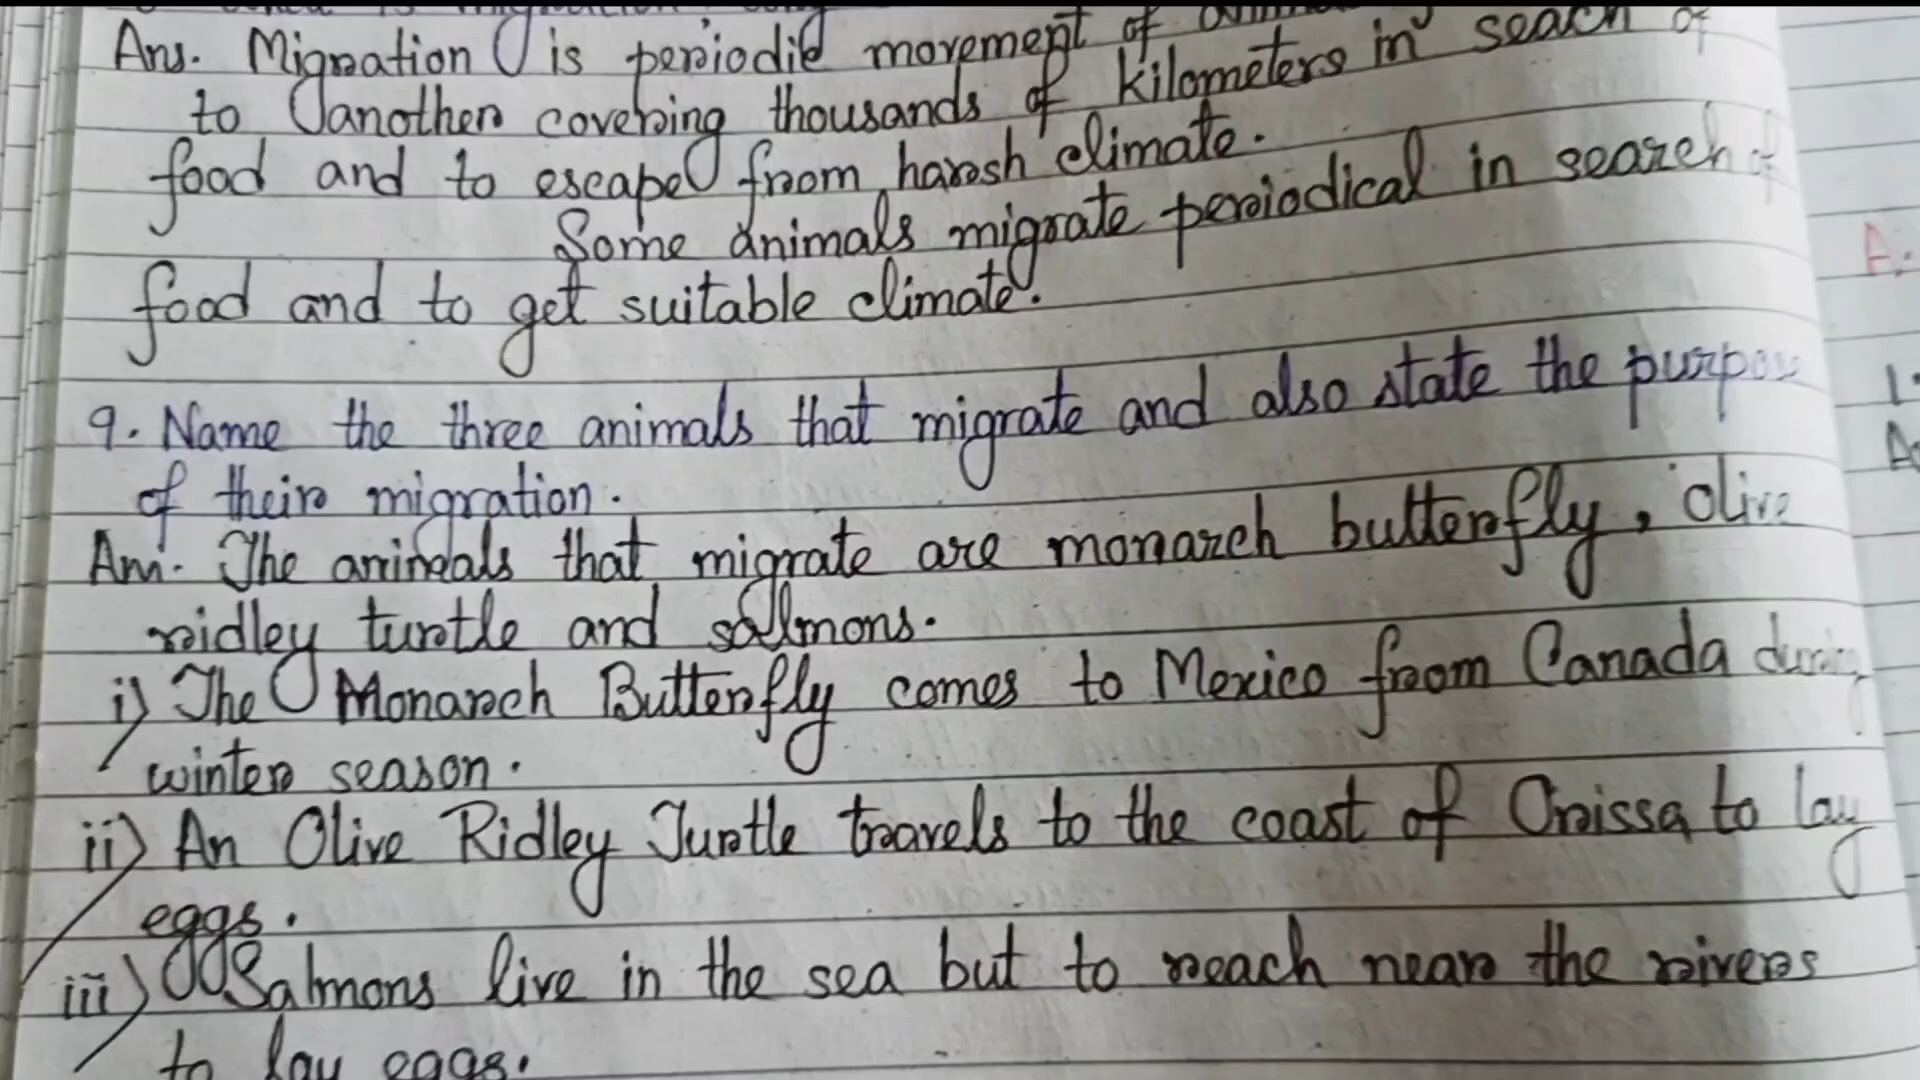 Ans. Migration is periodic movement of
to another covering thousands of kilometers in seach of
food and to escape from harsh climate.
Some animals migrate periodical in search of
food and to get suitable climate.
9. Name the three animals that migrate and also state the purpose
of their migration.
Ans. The animals that migrate are monarch butterfly, olive
ridley turtle and salmons.
i) The Monarch Butterfly comes to Mexico from Canada during
winter season.
ii) An Olive Ridley Turtle travels to the coast of Orissa to lay
eggs.
iii) Salmons live in the sea but to reach near the rivers
to lay eggs.
A.
1.